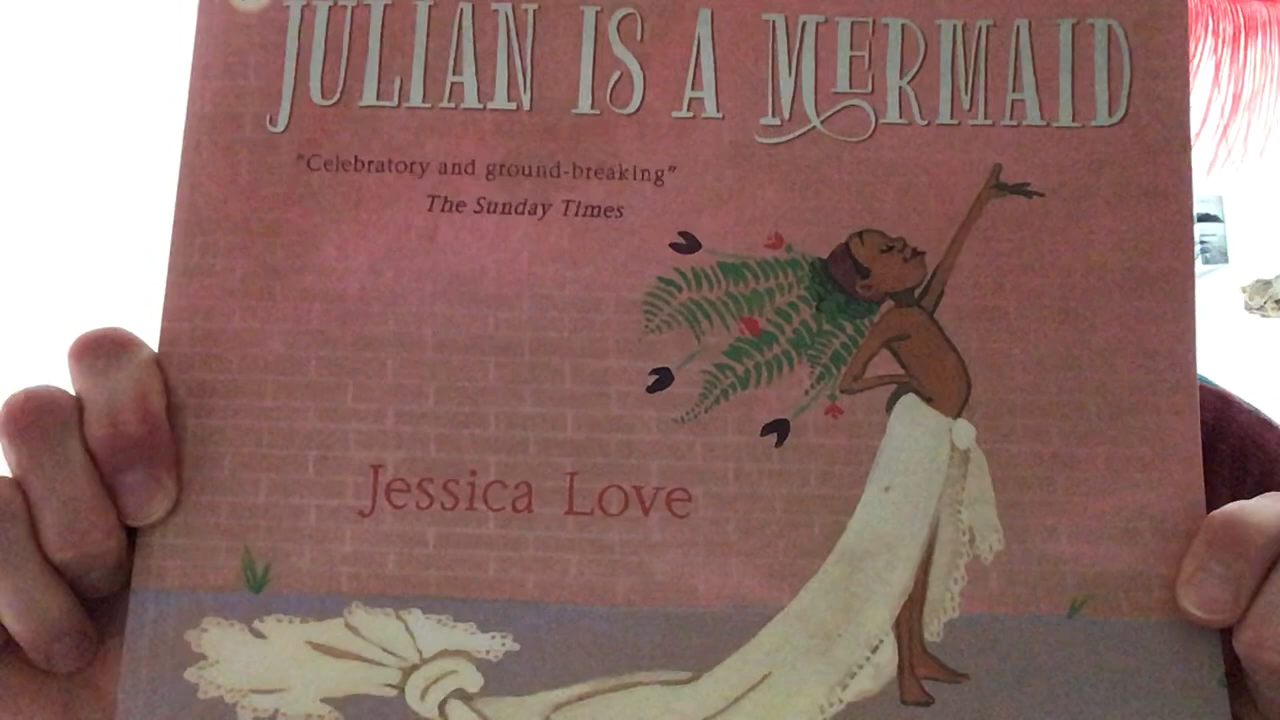 JULIAN IS A MERMAID
"Celebratory and ground-breaking"
The Sunday Times
Jessica Love